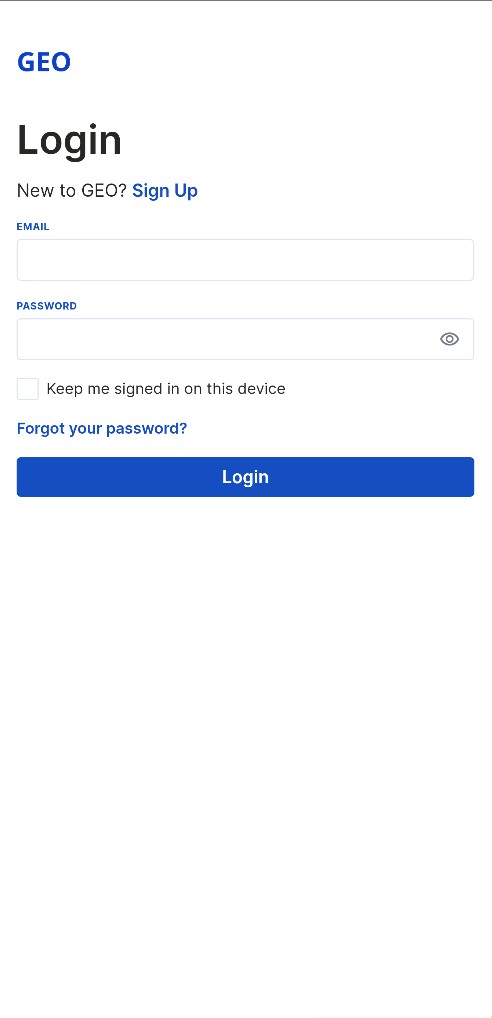 GEO
Login
New to GEO? Sign Up
EMAIL
PASSWORD
Keep me signed in on this device
Forgot your password?
Login